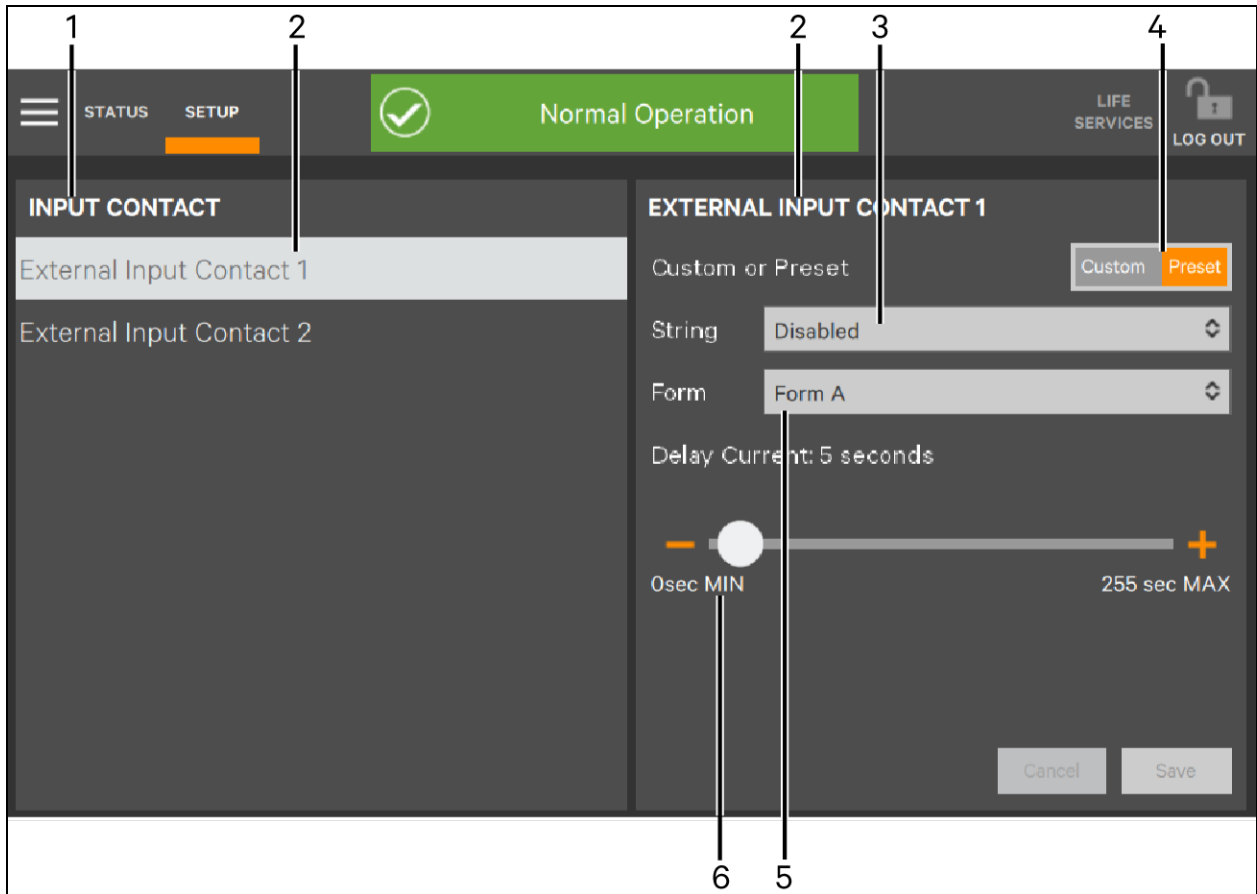 1 2 2 3 4
STATUS SETUP Normal Operation LIFE SERVICES LOG OUT
INPUT CONTACT
External Input Contact 1
External Input Contact 2
EXTERNAL INPUT CONTACT 1
Custom or Preset Custom Preset
String Disabled
Form Form A
Delay Current: 5 seconds
0sec MIN 255 sec MAX
Cancel Save
6 5